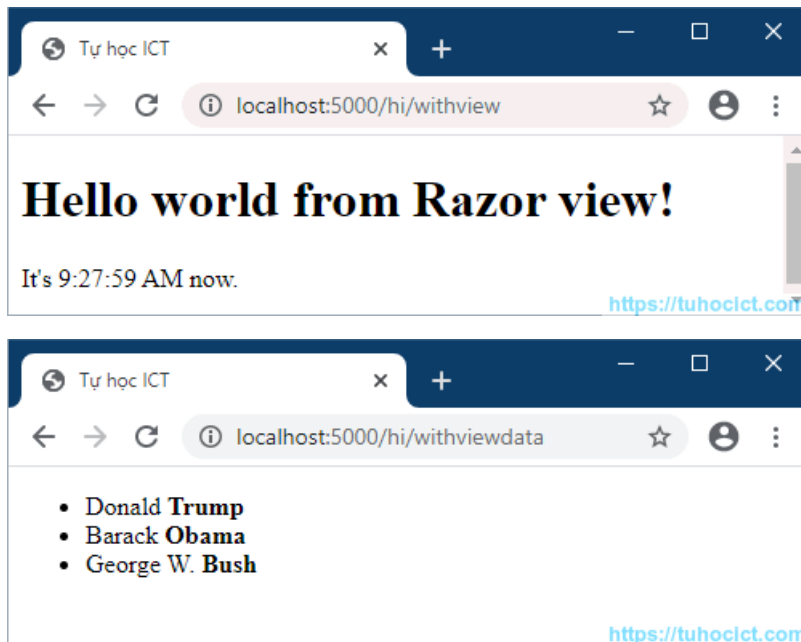 Tự học ICT
localhost:5000/hi/withview
Hello world from Razor view!
It's 9:27:59 AM now.
https://tuhocict.com
Tự học ICT
localhost:5000/hi/withviewdata
Donald Trump
Barack Obama
George W. Bush
https://tuhocict.com